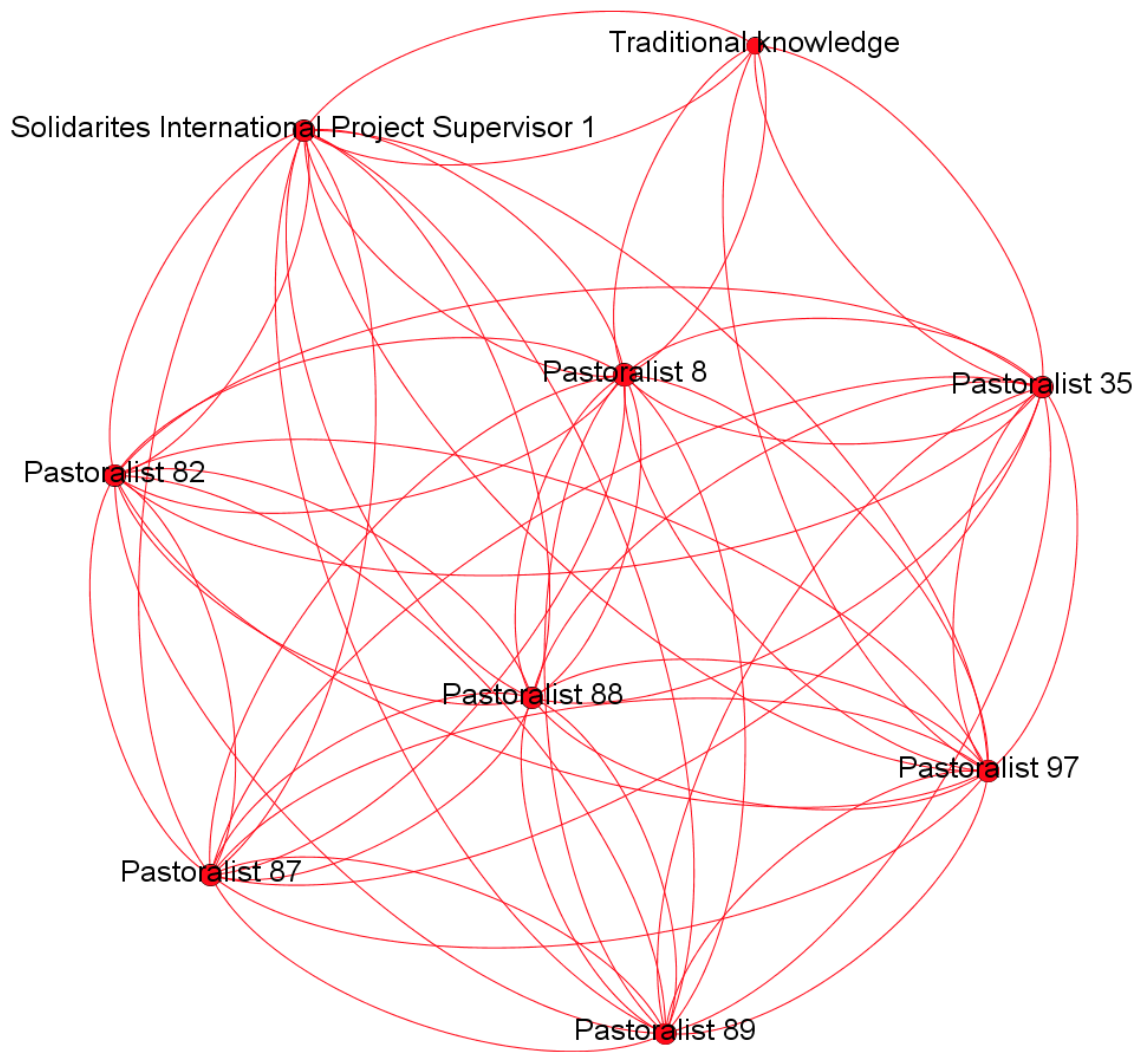 Traditional knowledge
Solidarites International Project Supervisor 1
Pastoralist 8
Pastoralist 35
Pastoralist 82
Pastoralist 88
Pastoralist 97
Pastoralist 87
Pastoralist 89